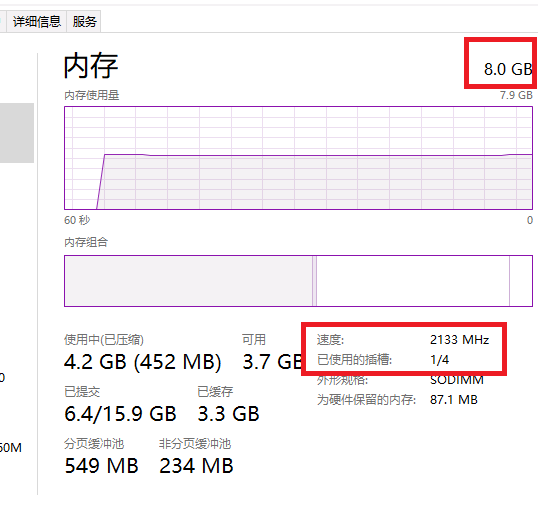 详细信息 服务
内存
8.0 GB
内存使用量 7.9 GB
60 秒 0
内存组合
使用中(已压缩) 可用
4.2 GB (452 MB) 3.7 GB
速度: 2133 MHz
已使用的插槽: 1/4
外形规格: SODIMM
为硬件保留的内存: 87.1 MB
已提交 已缓存
6.4/15.9 GB 3.3 GB
分页缓冲池 非分页缓冲池
549 MB 234 MB
0
50M